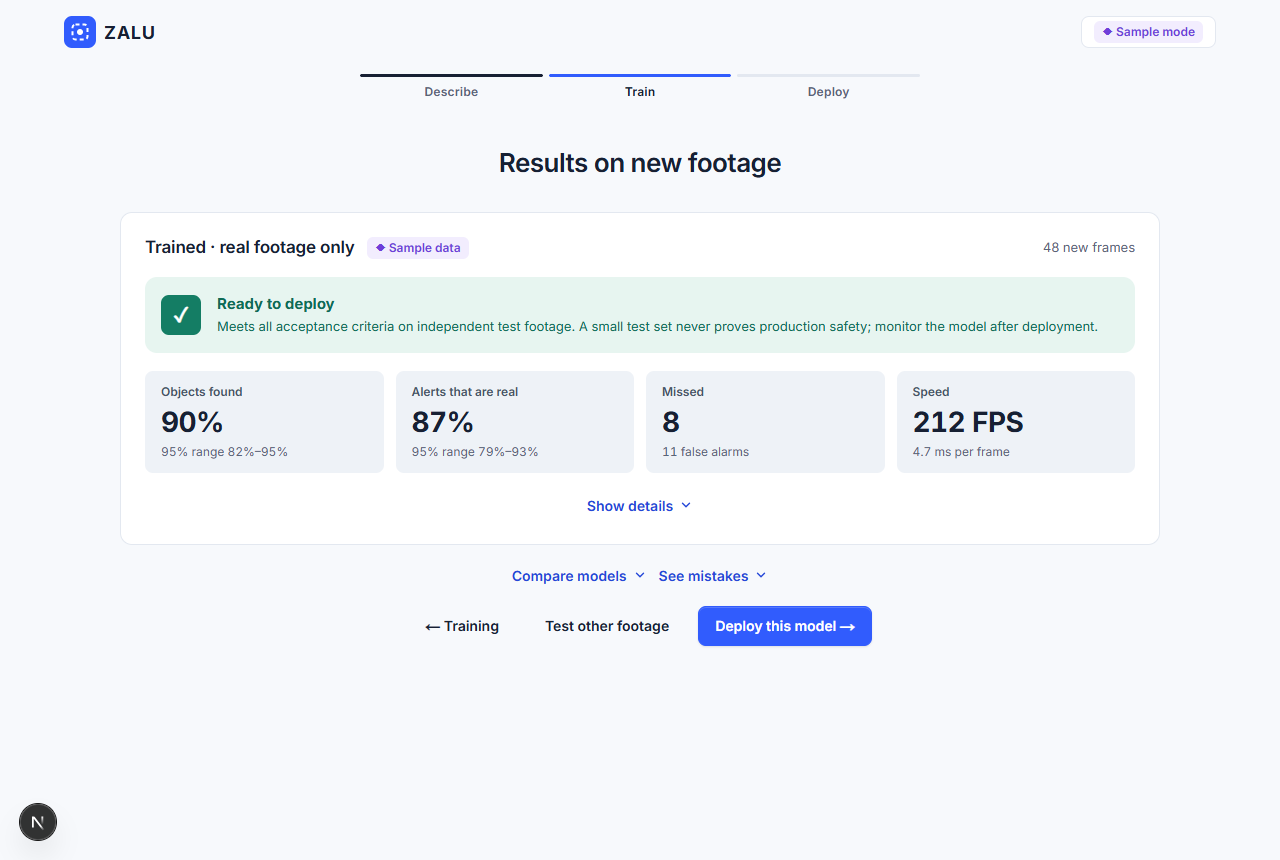 ZALU
Sample mode
Describe
Train
Deploy
Results on new footage
Trained · real footage only
Sample data
48 new frames
Ready to deploy
Meets all acceptance criteria on independent test footage. A small test set never proves production safety; monitor the model after deployment.
Objects found
90%
95% range 82%–95%
Alerts that are real
87%
95% range 79%–93%
Missed
8
11 false alarms
Speed
212 FPS
4.7 ms per frame
Show details
Compare models
See mistakes
← Training
Test other footage
Deploy this model →
N